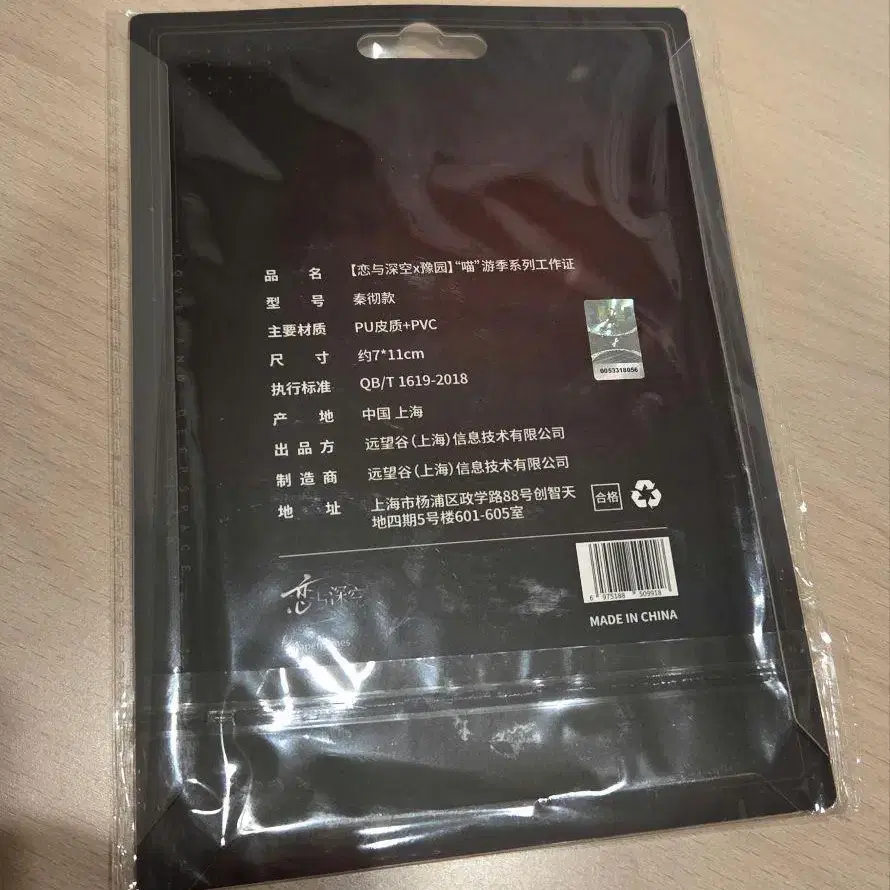 品名 【恋与深空x豫园】“喵”游季系列工作证
型号 秦彻款
主要材质 PU皮质+PVC
尺寸 约7*11cm
执行标准 QB/T 1619-2018
产地 中国 上海
出品方 远望谷(上海)信息技术有限公司
制造商 远望谷(上海)信息技术有限公司
地址 上海市杨浦区政学路88号创智天
地四期5号楼601-605室
0053318056
合格
恋与深空
6 975188 509918
MADE IN CHINA